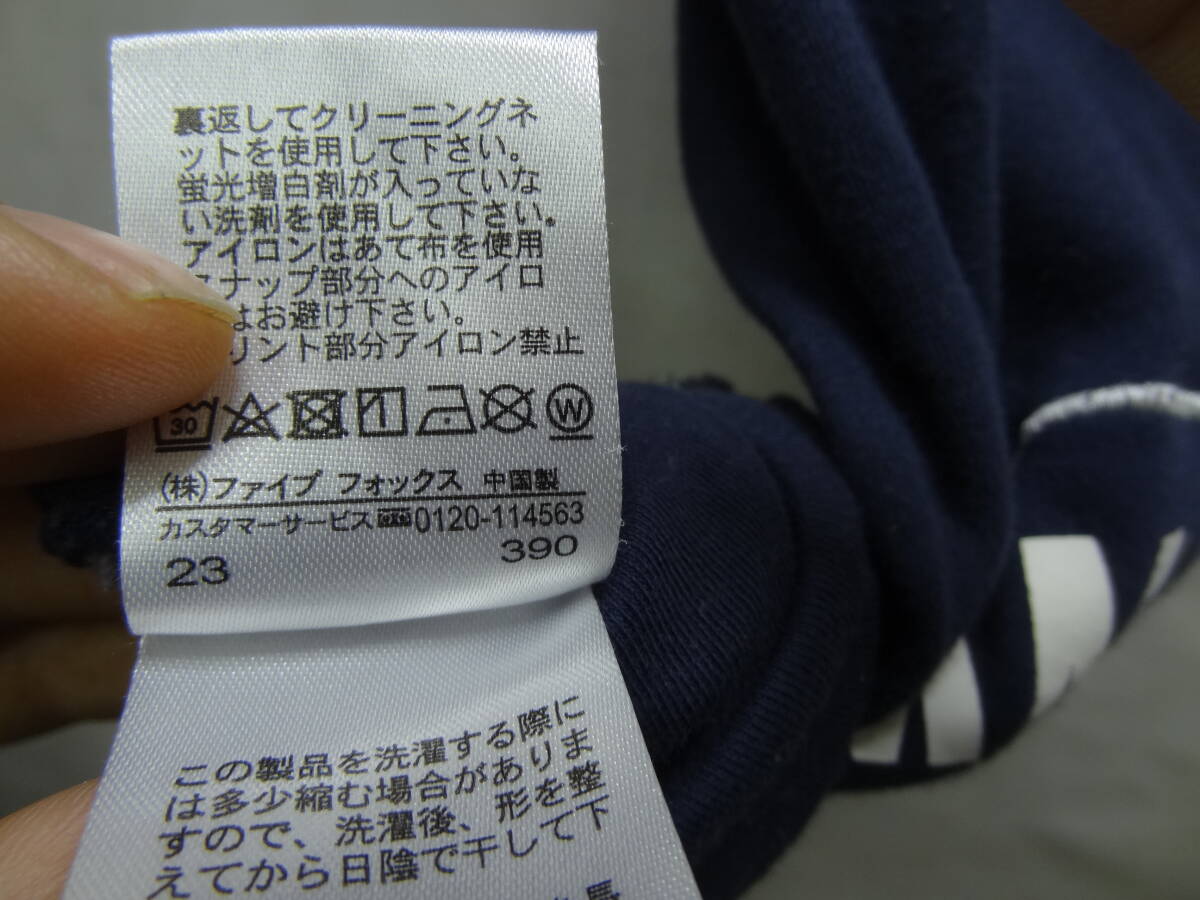 裏返してクリーニングネ
ットを使用して下さい。
蛍光増白剤が入っていな
い洗剤を使用して下さい。
アイロンはあて布を使用
ナップ部分へのアイロ
はお避け下さい。
リント部分アイロン禁止
30 W
(株)ファイブ フォックス 中国製
カスタマーサービス 0120-114563
23 390
この製品を洗濯する際に
は多少縮む場合がありま
すので、洗濯後、形を整
えてから日陰で干して下